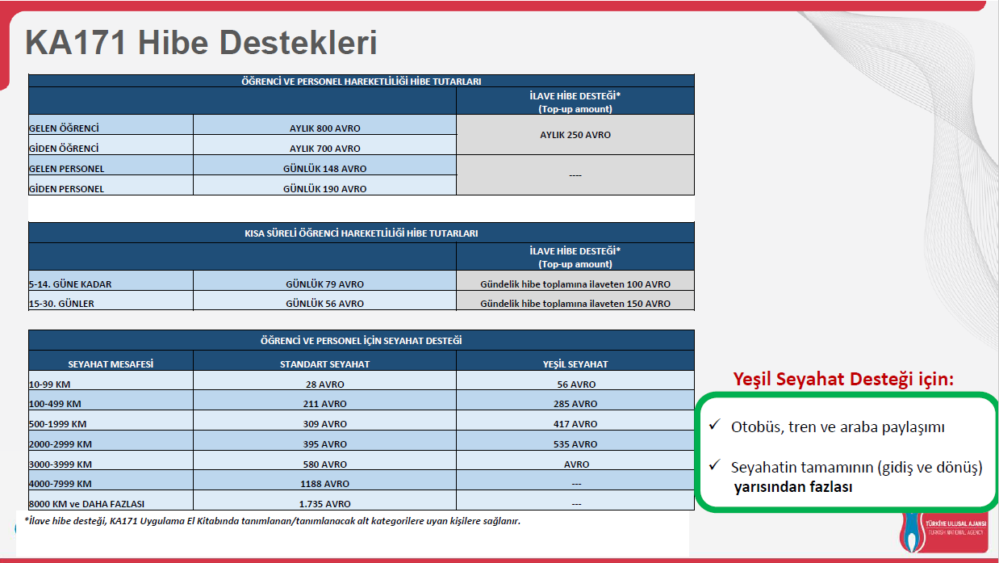 KA171 Hibe Destekleri
ÖĞRENCİ VE PERSONEL HAREKETLİLİĞİ HİBE TUTARLARI
İLAVE HİBE DESTEĞİ*
(Top-up amount)
GELEN ÖĞRENCİ AYLIK 800 AVRO
AYLIK 250 AVRO
GİDEN ÖĞRENCİ AYLIK 700 AVRO
GELEN PERSONEL GÜNLÜK 148 AVRO
----
GİDEN PERSONEL GÜNLÜK 190 AVRO
KISA SÜRELİ ÖĞRENCİ HAREKETLİLİĞİ HİBE TUTARLARI
İLAVE HİBE DESTEĞİ*
(Top-up amount)
5-14. GÜNE KADAR GÜNLÜK 79 AVRO Gündelik hibe toplamına ilaveten 100 AVRO
15-30. GÜNLER GÜNLÜK 56 AVRO Gündelik hibe toplamına ilaveten 150 AVRO
ÖĞRENCİ VE PERSONEL İÇİN SEYAHAT DESTEĞİ
SEYAHAT MESAFESİ STANDART SEYAHAT YEŞİL SEYAHAT
10-99 KM 28 AVRO 56 AVRO
100-499 KM 211 AVRO 285 AVRO
500-1999 KM 309 AVRO 417 AVRO
2000-2999 KM 395 AVRO 535 AVRO
3000-3999 KM 580 AVRO AVRO
4000-7999 KM 1188 AVRO ---
8000 KM ve DAHA FAZLASI 1.735 AVRO ---
*İlave hibe desteği, KA171 Uygulama El Kitabında tanımlanan/tanımlanacak alt kategorilere uyan kişilere sağlanır.
Yeşil Seyahat Desteği için:
✓ Otobüs, tren ve araba paylaşımı
✓ Seyahatin tamamının (gidiş ve dönüş)
yarısından fazlası
TÜRKİYE ULUSAL AJANSI
TURKISH NATIONAL AGENCY